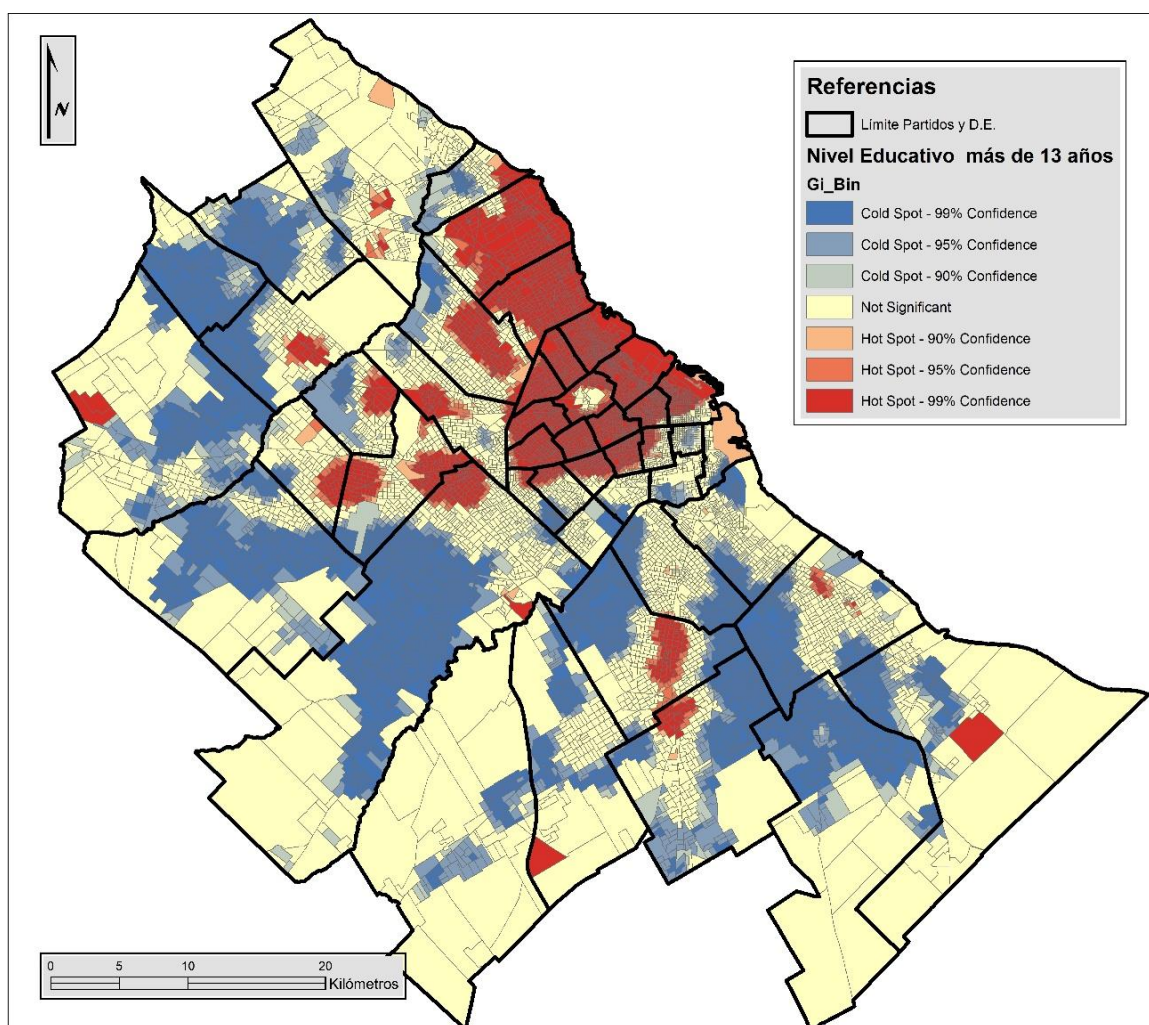 N
Referencias
Límite Partidos y D.E.
Nivel Educativo más de 13 años
Gi_Bin
Cold Spot - 99% Confidence
Cold Spot - 95% Confidence
Cold Spot - 90% Confidence
Not Significant
Hot Spot - 90% Confidence
Hot Spot - 95% Confidence
Hot Spot - 99% Confidence
0 5 10 20
Kilómetros